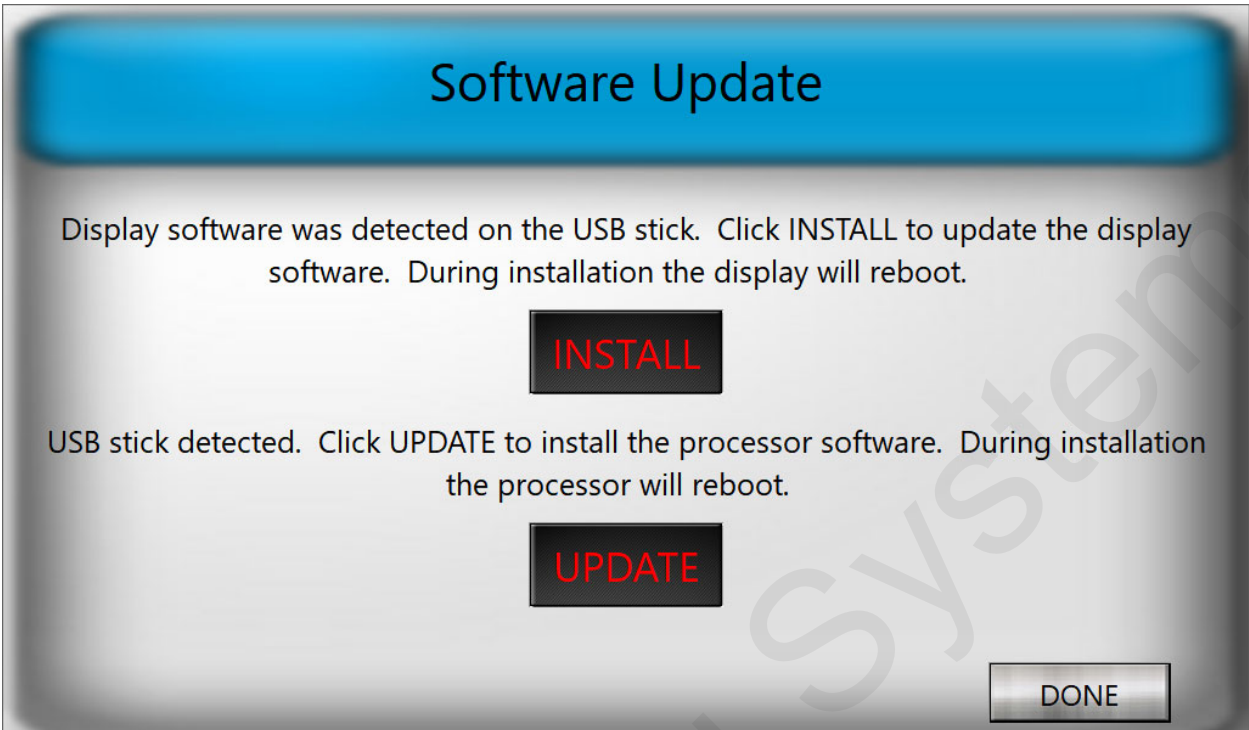 Software Update
Display software was detected on the USB stick.  Click INSTALL to update the display
software.  During installation the display will reboot.
INSTALL
USB stick detected.  Click UPDATE to install the processor software.  During installation
the processor will reboot.
UPDATE
DONE
System